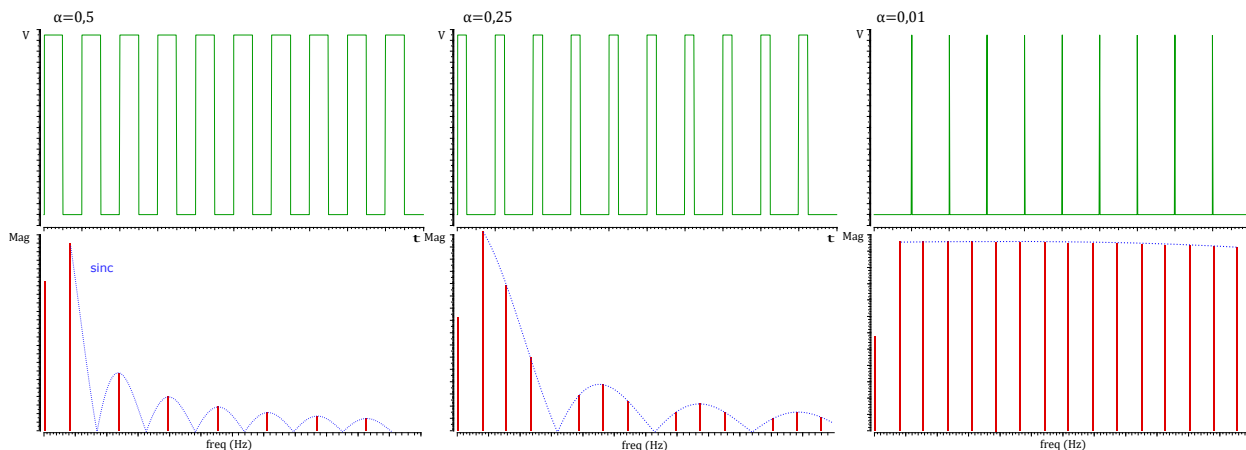 α=0,5
α=0,25
α=0,01
V
V
V
Mag
t
Mag
t
Mag
sinc
freq (Hz)
freq (Hz)
freq (Hz)